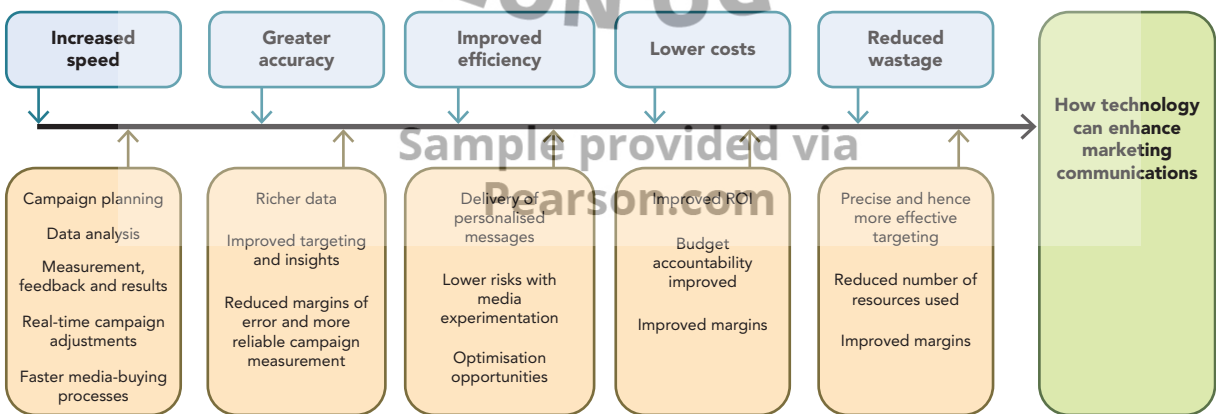 Increased
speed
Greater
accuracy
Improved
efficiency
Lower costs
Reduced
wastage
How technology
can enhance
marketing
communications
Sample provided via
Pearson.com
Campaign planning
Data analysis
Measurement,
feedback and results
Real-time campaign
adjustments
Faster media-buying
processes
Richer data
Improved targeting
and insights
Reduced margins of
error and more
reliable campaign
measurement
Delivery of
personalised
messages
Lower risks with
media
experimentation
Optimisation
opportunities
Improved ROI
Budget
accountability
improved
Improved margins
Precise and hence
more effective
targeting
Reduced number of
resources used
Improved margins